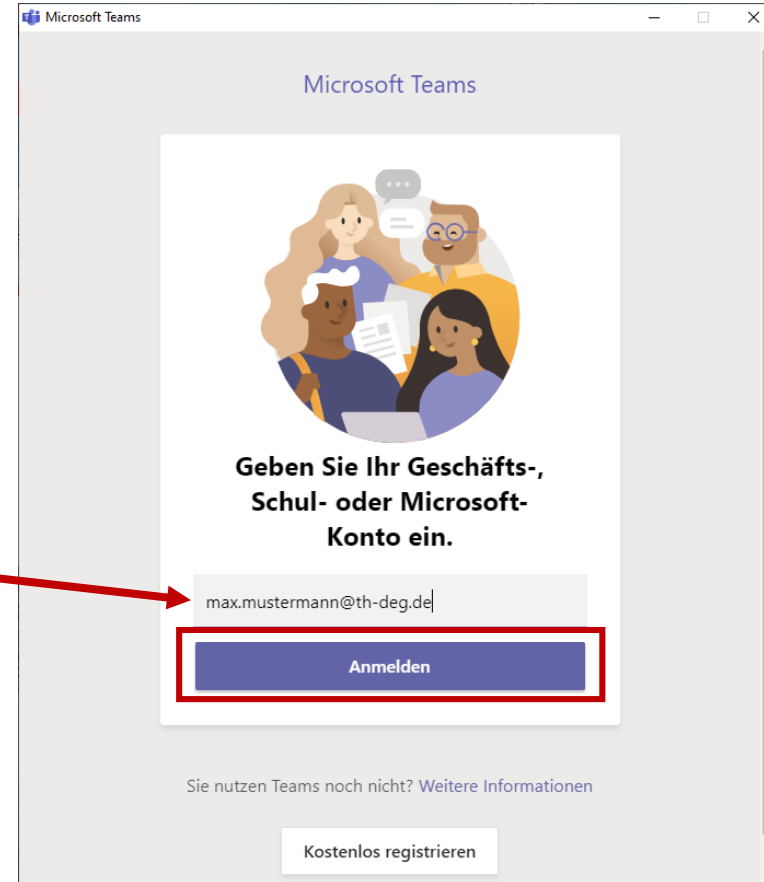 Microsoft Teams
Microsoft Teams
Geben Sie Ihr Geschäfts-,
Schul- oder Microsoft-
Konto ein.
max.mustermann@th-deg.de
Anmelden
Sie nutzen Teams noch nicht? Weitere Informationen
Kostenlos registrieren